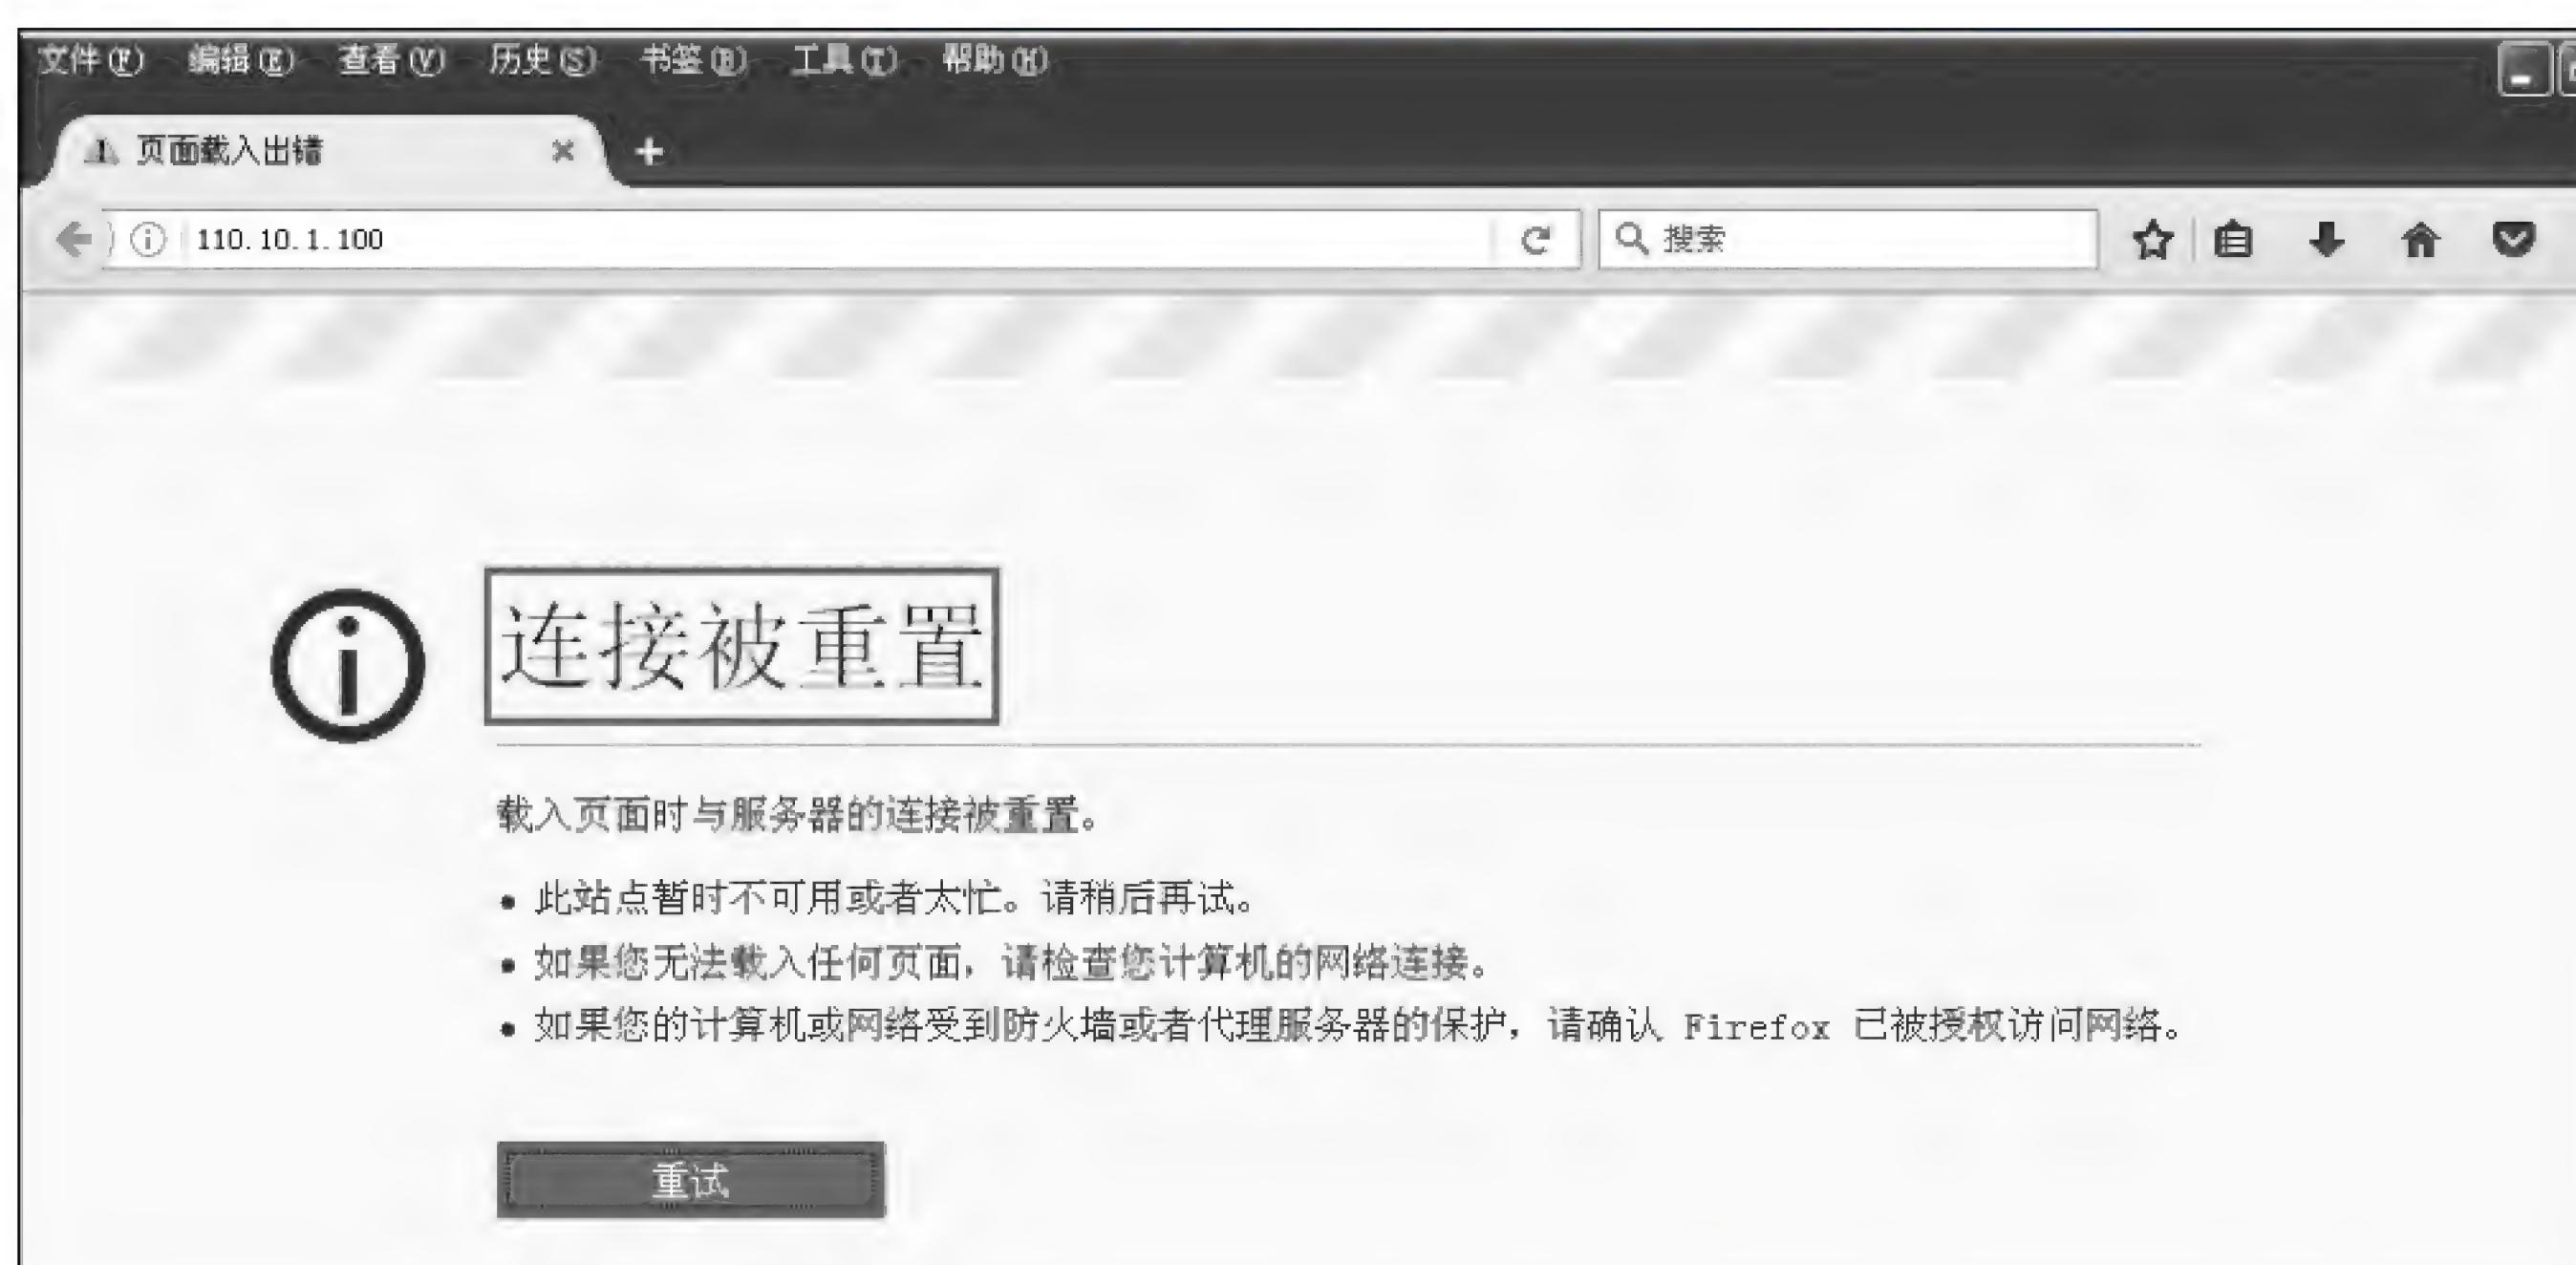 文件(F) 编辑(E) 查看(V) 历史(S) 书签(B) 工具(T) 帮助(H)
页面载入出错
110.10.1.100 搜索
连接被重置
载入页面时与服务器的连接被重置。
• 此站点暂时不可用或者太忙。请稍后再试。
• 如果您无法载入任何页面，请检查您计算机的网络连接。
• 如果您的计算机或网络受到防火墙或者代理服务器的保护，请确认 Firefox 已被授权访问网络。
重试